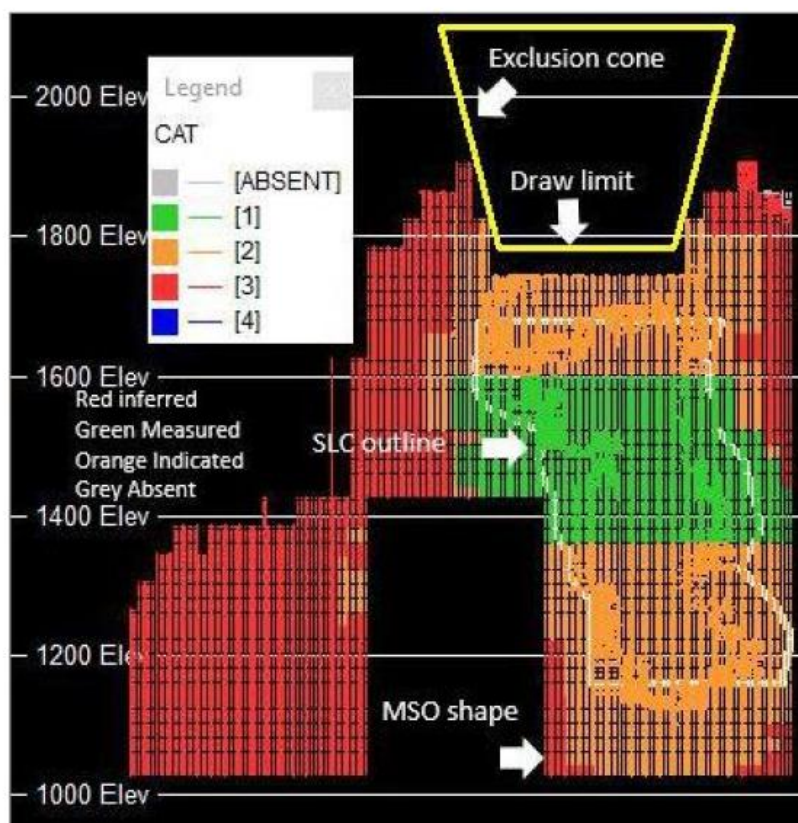 Exclusion cone
2000 Elev
Legend
CAT
[ABSENT]
[1]
[2]
[3]
[4]
Draw limit
1800 Elev
1600 Elev
Red inferred
Green Measured
Orange Indicated
Grey Absent
SLC outline
1400 Elev
1200 Elev
MSO shape
1000 Elev